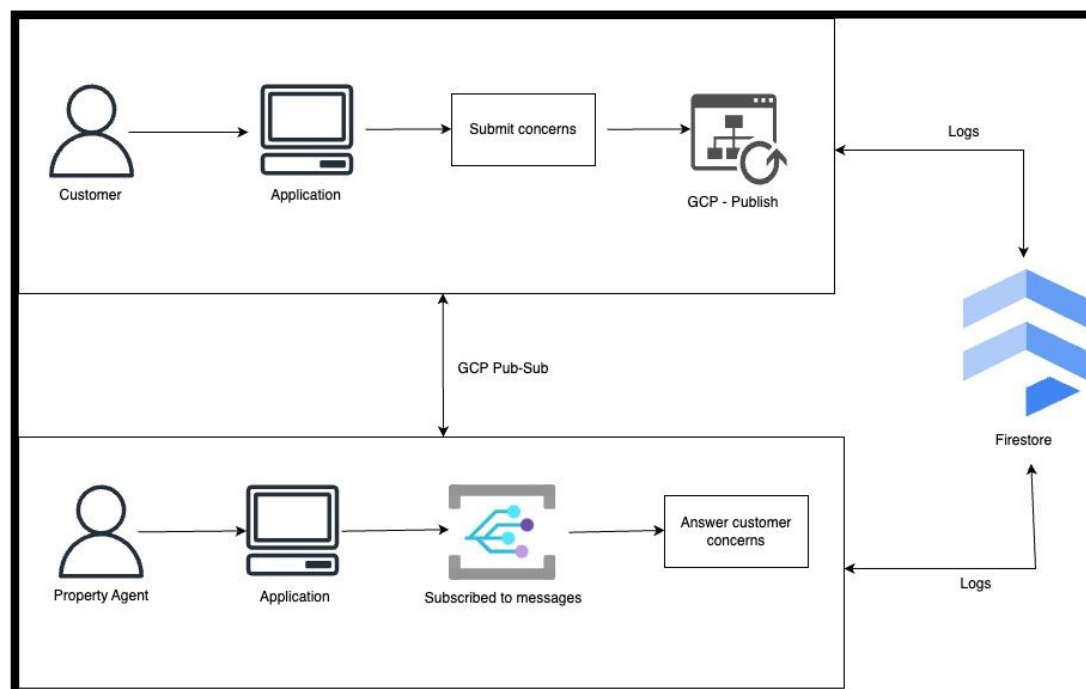 Submit concerns
Logs
Customer
Application
GCP - Publish
GCP Pub-Sub
Firestore
Answer customer
concerns
Property Agent
Application
Subscribed to messages
Logs